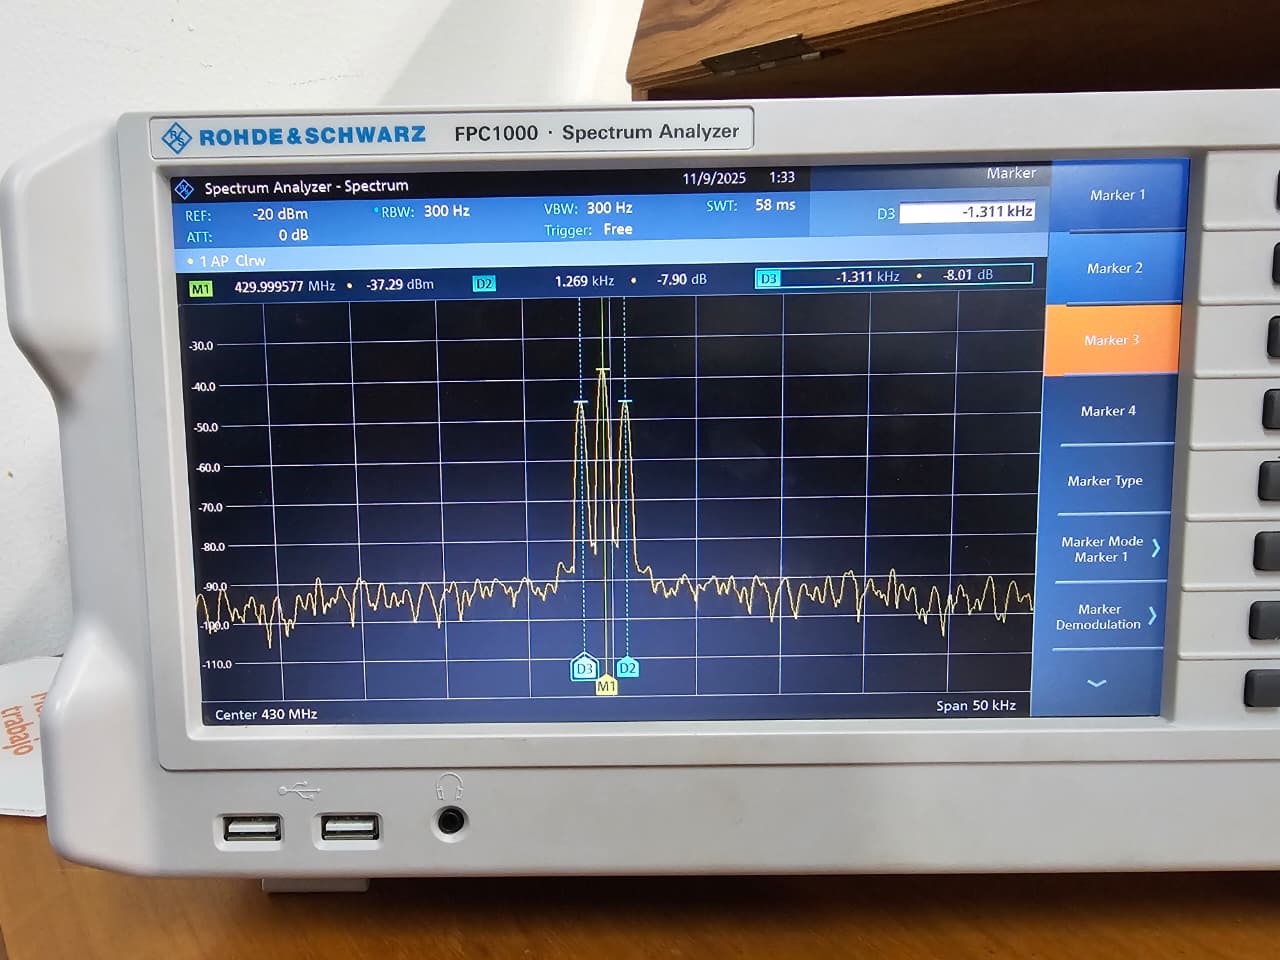 ROHDE&SCHWARZ FPC1000 · Spectrum Analyzer
Spectrum Analyzer - Spectrum 11/9/2025 1:33 Marker
REF: -20 dBm RBW: 300 Hz VBW: 300 Hz SWT: 58 ms D3 -1.311 kHz
ATT: 0 dB Trigger: Free
1 AP Clrw
M1 429.999577 MHz • -37.29 dBm D2 1.269 kHz • -7.90 dB D3 -1.311 kHz • -8.01 dB
-30.0
-40.0
-50.0
-60.0
-70.0
-80.0
-90.0
-100.0
-110.0
D3 D2
M1
Center 430 MHz Span 50 kHz
Marker 1
Marker 2
Marker 3
Marker 4
Marker Type
Marker Mode
Marker 1
Marker
Demodulation
trabajo